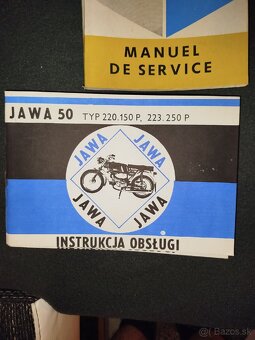 MANUEL
DE SERVICE
JAWA 50 TYP 220.150 P, 223.250 P
JAWA JAWA
JAWA JAWA
INSTRUKCJA OBSŁUGI
Bazos.sk